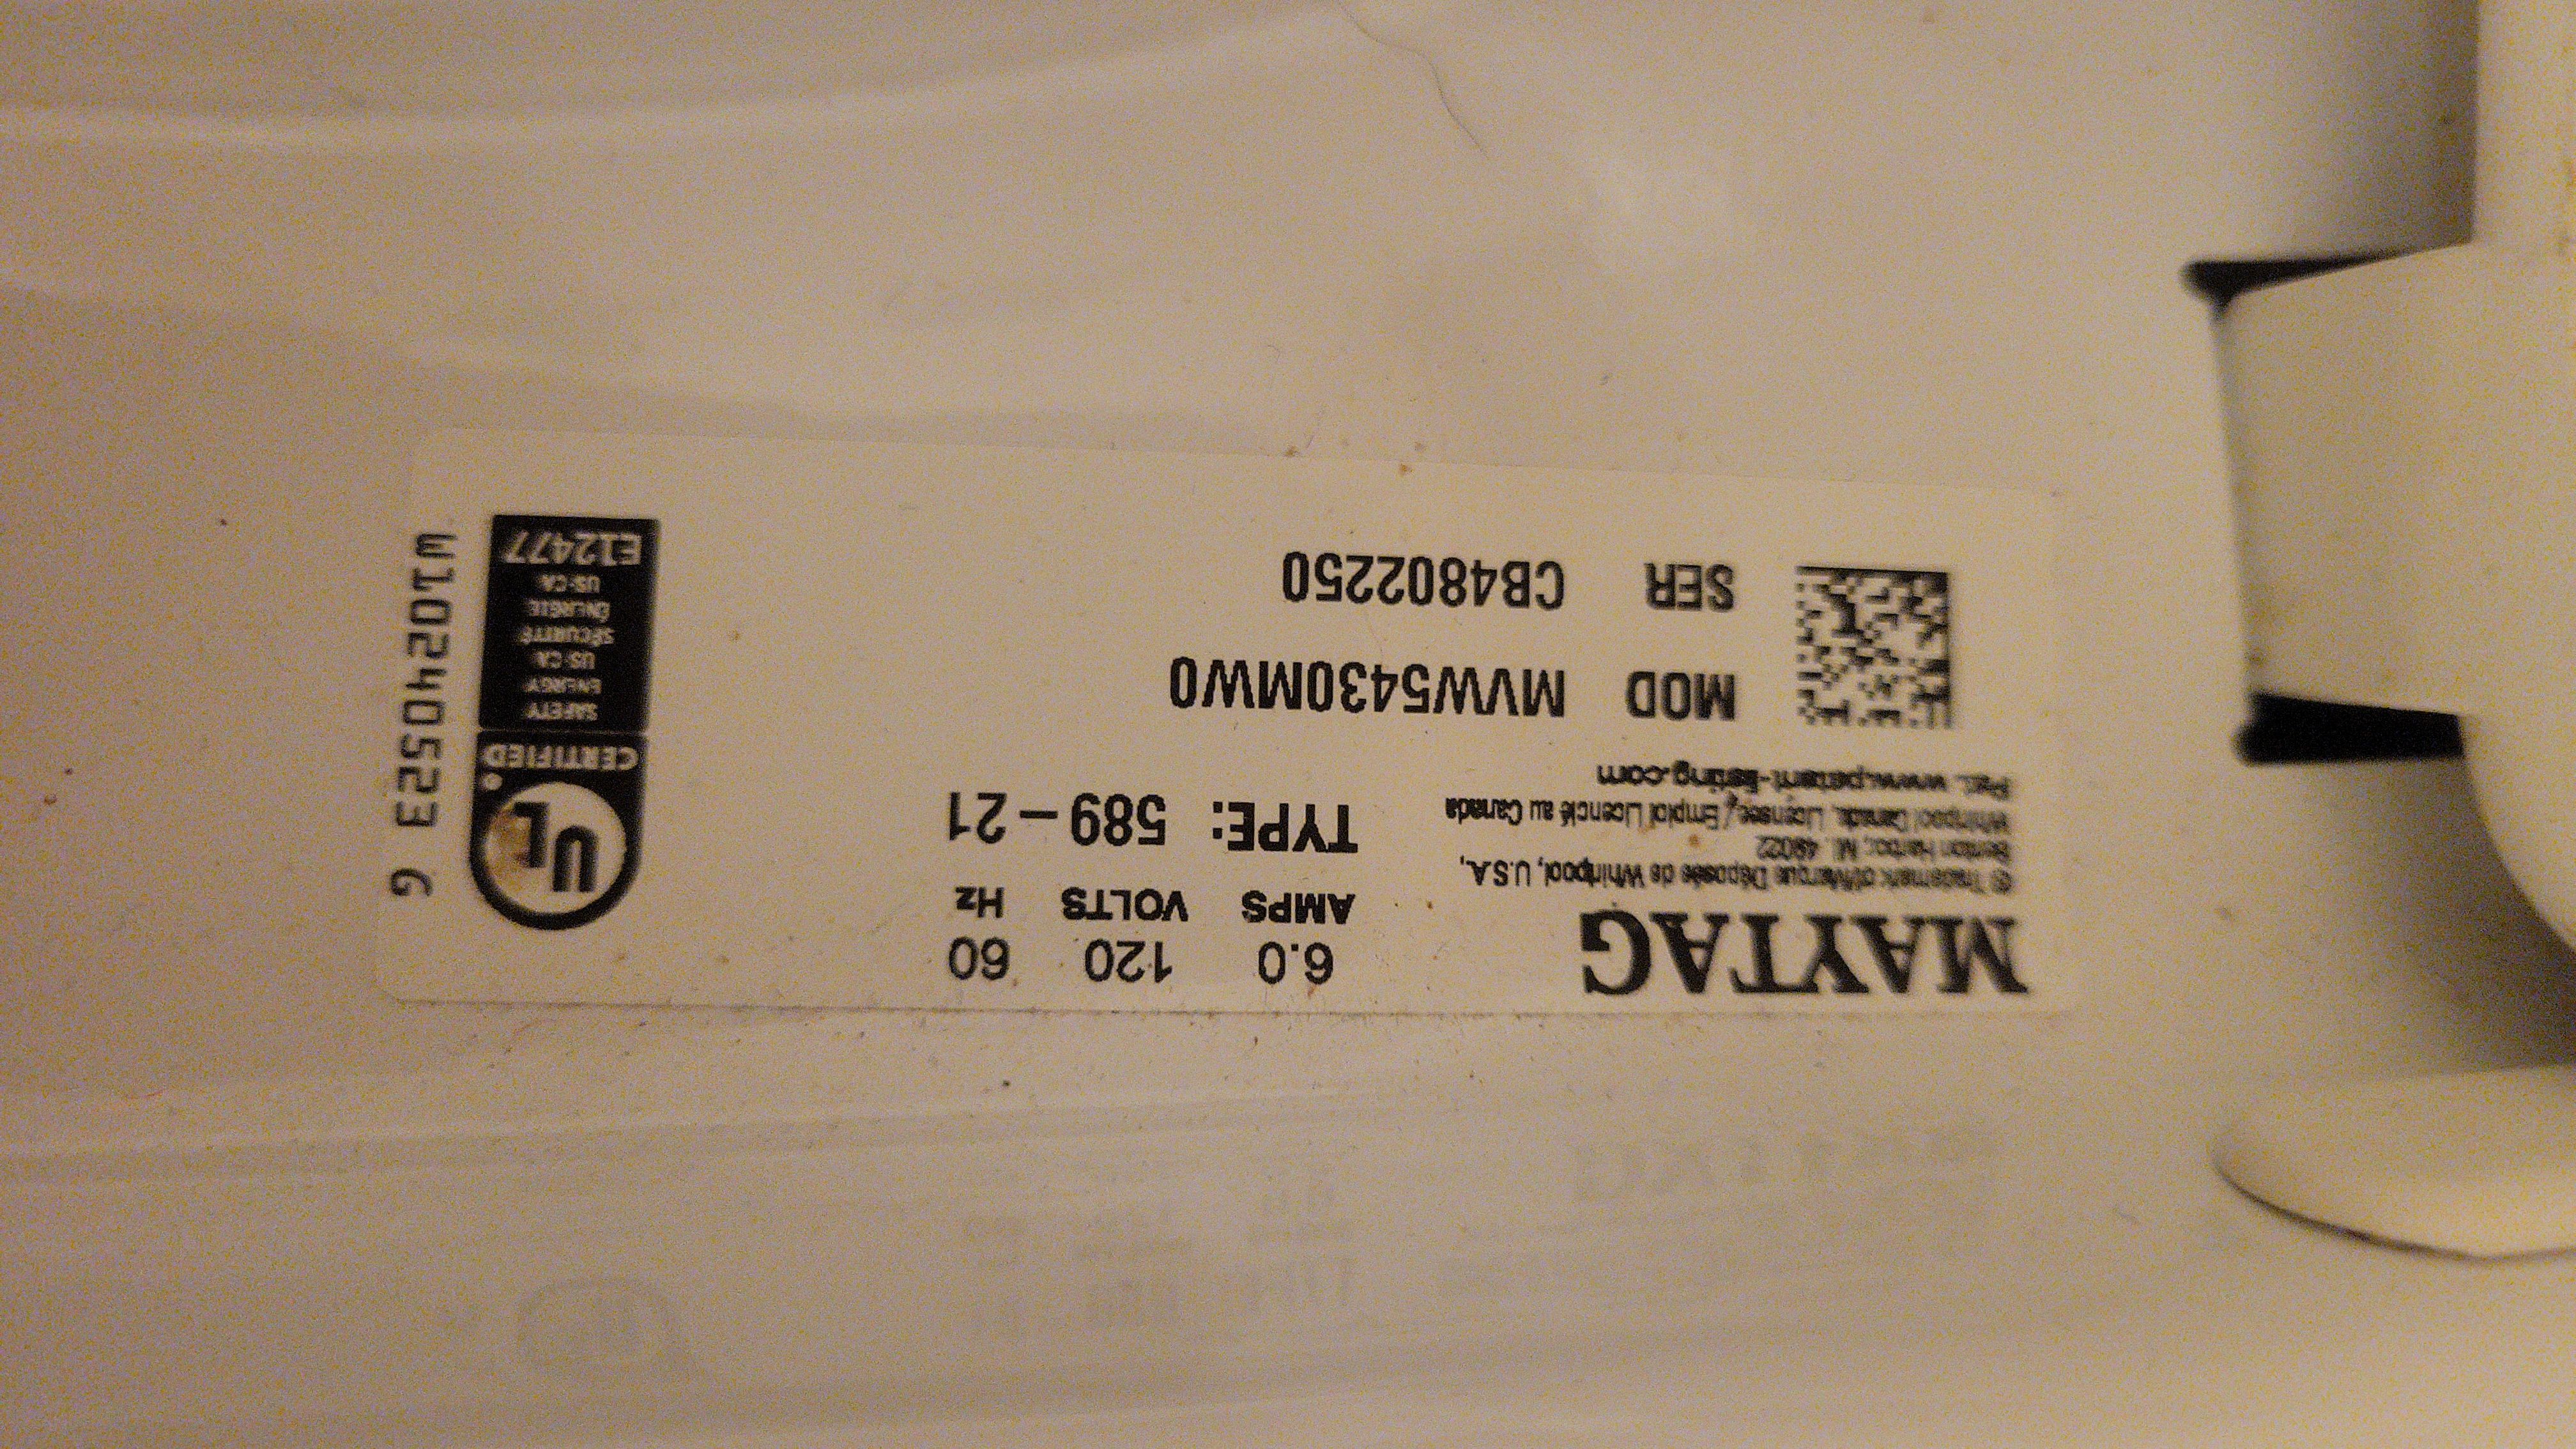 MAYTAG
® Trademark of/Marque Déposée de Whirlpool, U.S.A.,
Benton Harbor, MI. 49022
Whirlpool Canada, Licensee/Emploi Licencié au Canada
Pat. www.patent-listing.com
6.0 120 60
AMPS VOLTS Hz
TYPE: 589-21
MOD MVW5430MW0
SER CB4802250
UL
CERTIFIED
SAFETY
ENERGY
US-CA
SÉCURITÉ
ÉNERGIE
US-CA
E12477
W10240523 G